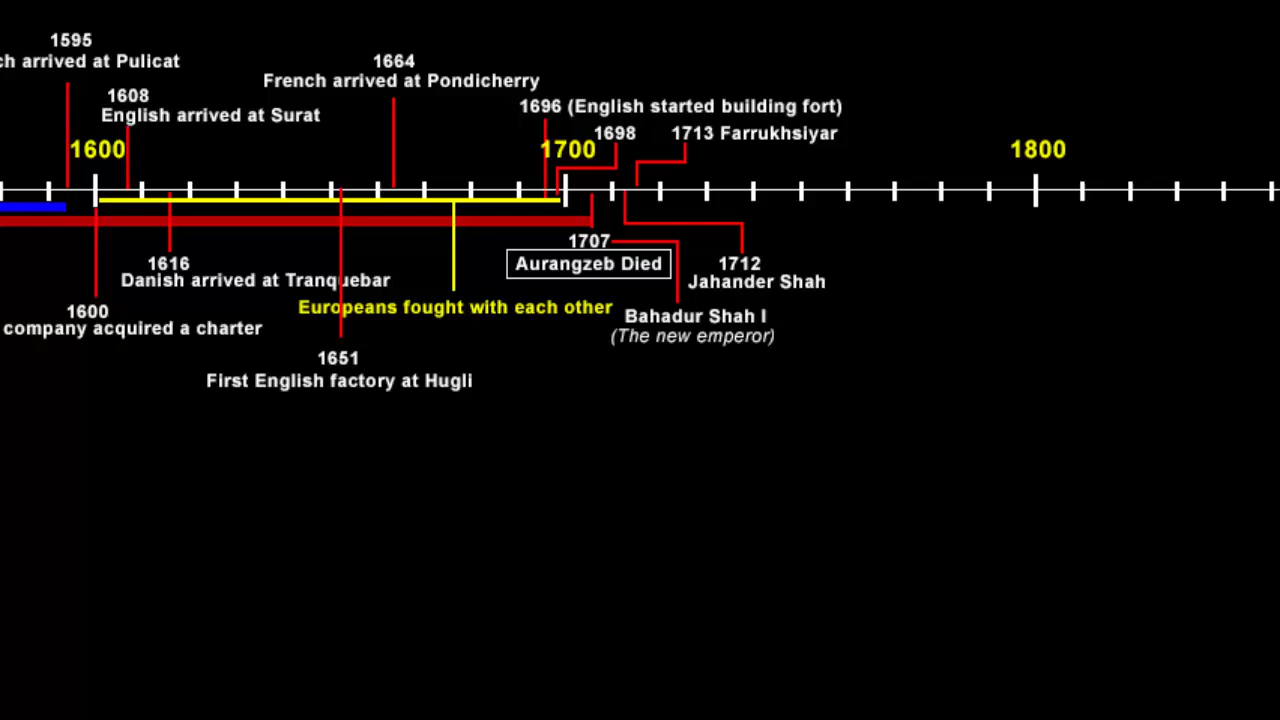 1595
ch arrived at Pulicat
1608
English arrived at Surat
1664
French arrived at Pondicherry
1696 (English started building fort)
1698
1713 Farrukhsiyar
1600
1700
1800
1707
Aurangzeb Died
1712
Jahander Shah
1616
Danish arrived at Tranquebar
Europeans fought with each other
1600
company acquired a charter
Bahadur Shah I
(The new emperor)
1651
First English factory at Hugli